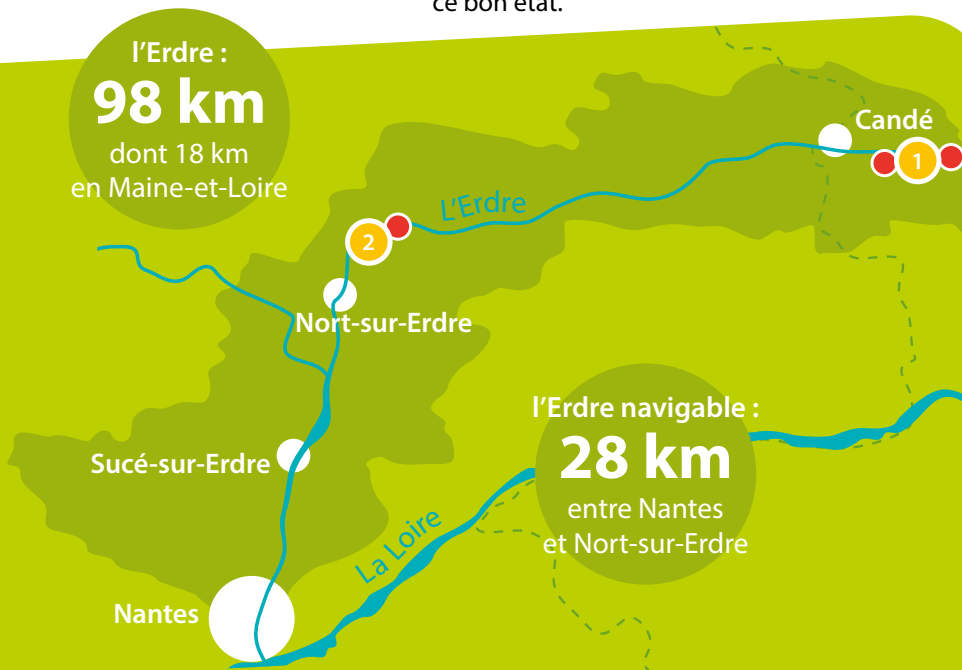 ce bon état.
l'Erdre :
98 km
dont 18 km
en Maine-et-Loire
Candé
1
L'Erdre
2
Nort-sur-Erdre
l'Erdre navigable :
28 km
entre Nantes
et Nort-sur-Erdre
Sucé-sur-Erdre
La Loire
Nantes